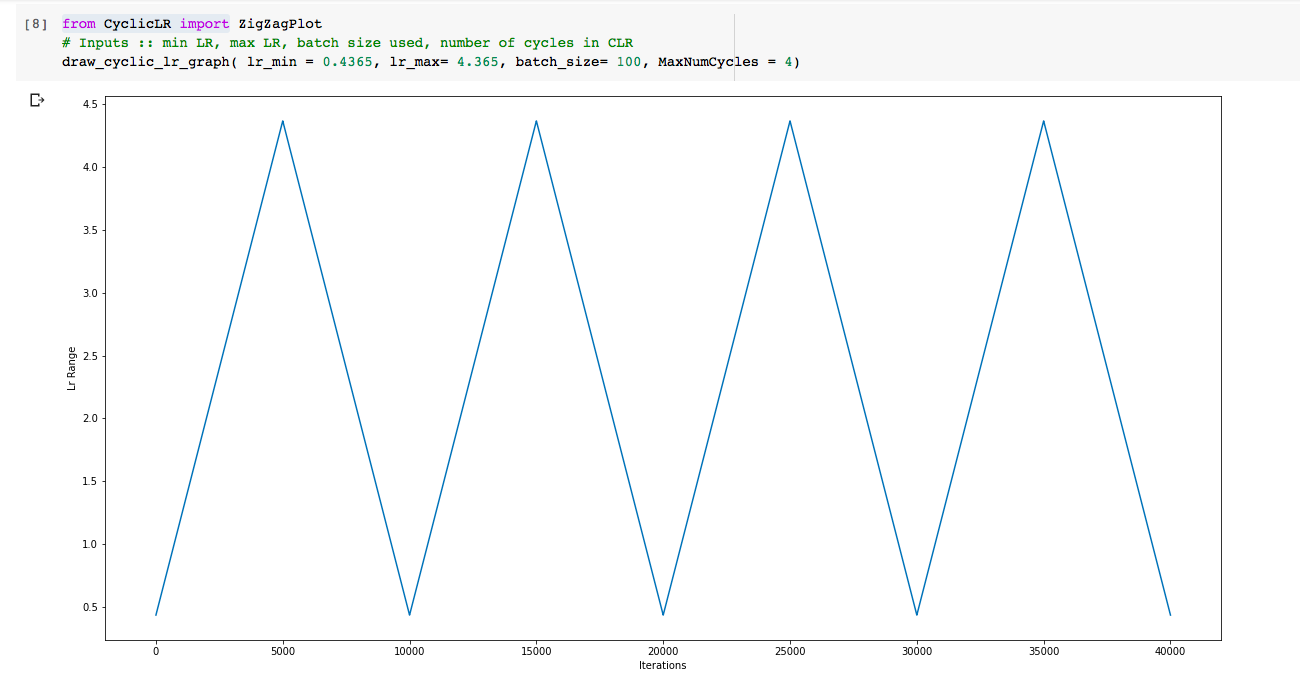 [8] from CyclicLR import ZigZagPlot
# Inputs :: min LR, max LR, batch size used, number of cycles in CLR
draw_cyclic_lr_graph( lr_min = 0.4365, lr_max= 4.365, batch_size= 100, MaxNumCycles = 4)
4.5
4.0
3.5
3.0
2.5
2.0
1.5
1.0
0.5
Lr Range
0 5000 10000 15000 20000 25000 30000 35000 40000
Iterations